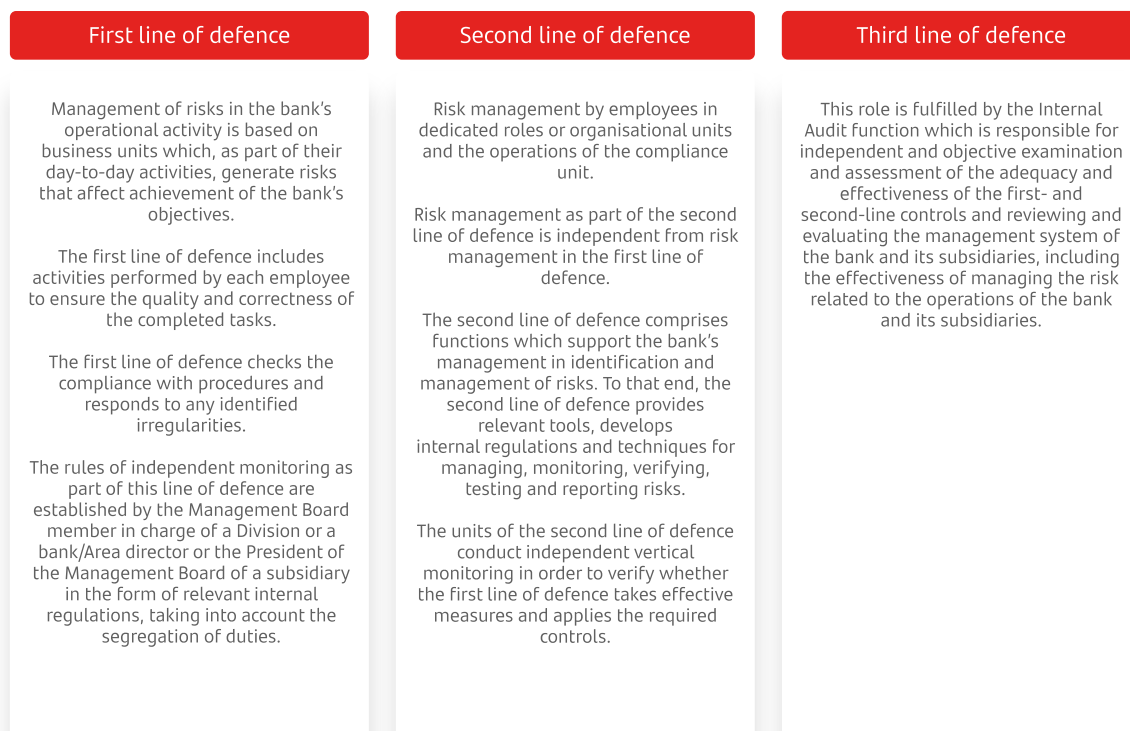 First line of defence
Management of risks in the bank's
operational activity is based on
business units which, as part of their
day-to-day activities, generate risks
that affect achievement of the bank's
objectives.
The first line of defence includes
activities performed by each employee
to ensure the quality and correctness of
the completed tasks.
The first line of defence checks the
compliance with procedures and
responds to any identified
irregularities.
The rules of independent monitoring as
part of this line of defence are
established by the Management Board
member in charge of a Division or a
bank/Area director or the President of
the Management Board of a subsidiary
in the form of relevant internal
regulations, taking into account the
segregation of duties.
Second line of defence
Risk management by employees in
dedicated roles or organisational units
and the operations of the compliance
unit.
Risk management as part of the second
line of defence is independent from risk
management in the first line of
defence.
The second line of defence comprises
functions which support the bank's
management in identification and
management of risks. To that end, the
second line of defence provides
relevant tools, develops
internal regulations and techniques for
managing, monitoring, verifying,
testing and reporting risks.
The units of the second line of defence
conduct independent vertical
monitoring in order to verify whether
the first line of defence takes effective
measures and applies the required
controls.
Third line of defence
This role is fulfilled by the Internal
Audit function which is responsible for
independent and objective examination
and assessment of the adequacy and
effectiveness of the first- and
second-line controls and reviewing and
evaluating the management system of
the bank and its subsidiaries, including
the effectiveness of managing the risk
related to the operations of the bank
and its subsidiaries.